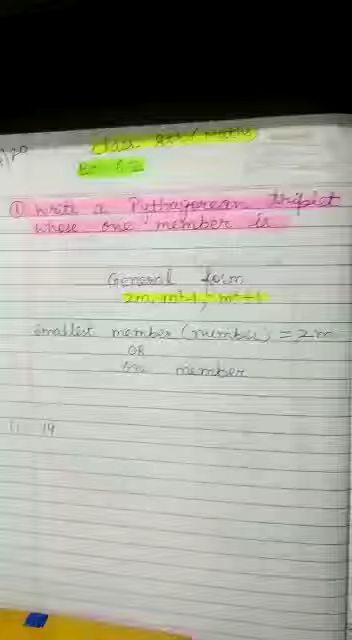 Class 8th / Maths
Ex 6.2
① Write a Pythagorean triplet
whose one member is
General form
2m, m²-1, m²+1
Smallest member (number) = 2m
OR
one member
14